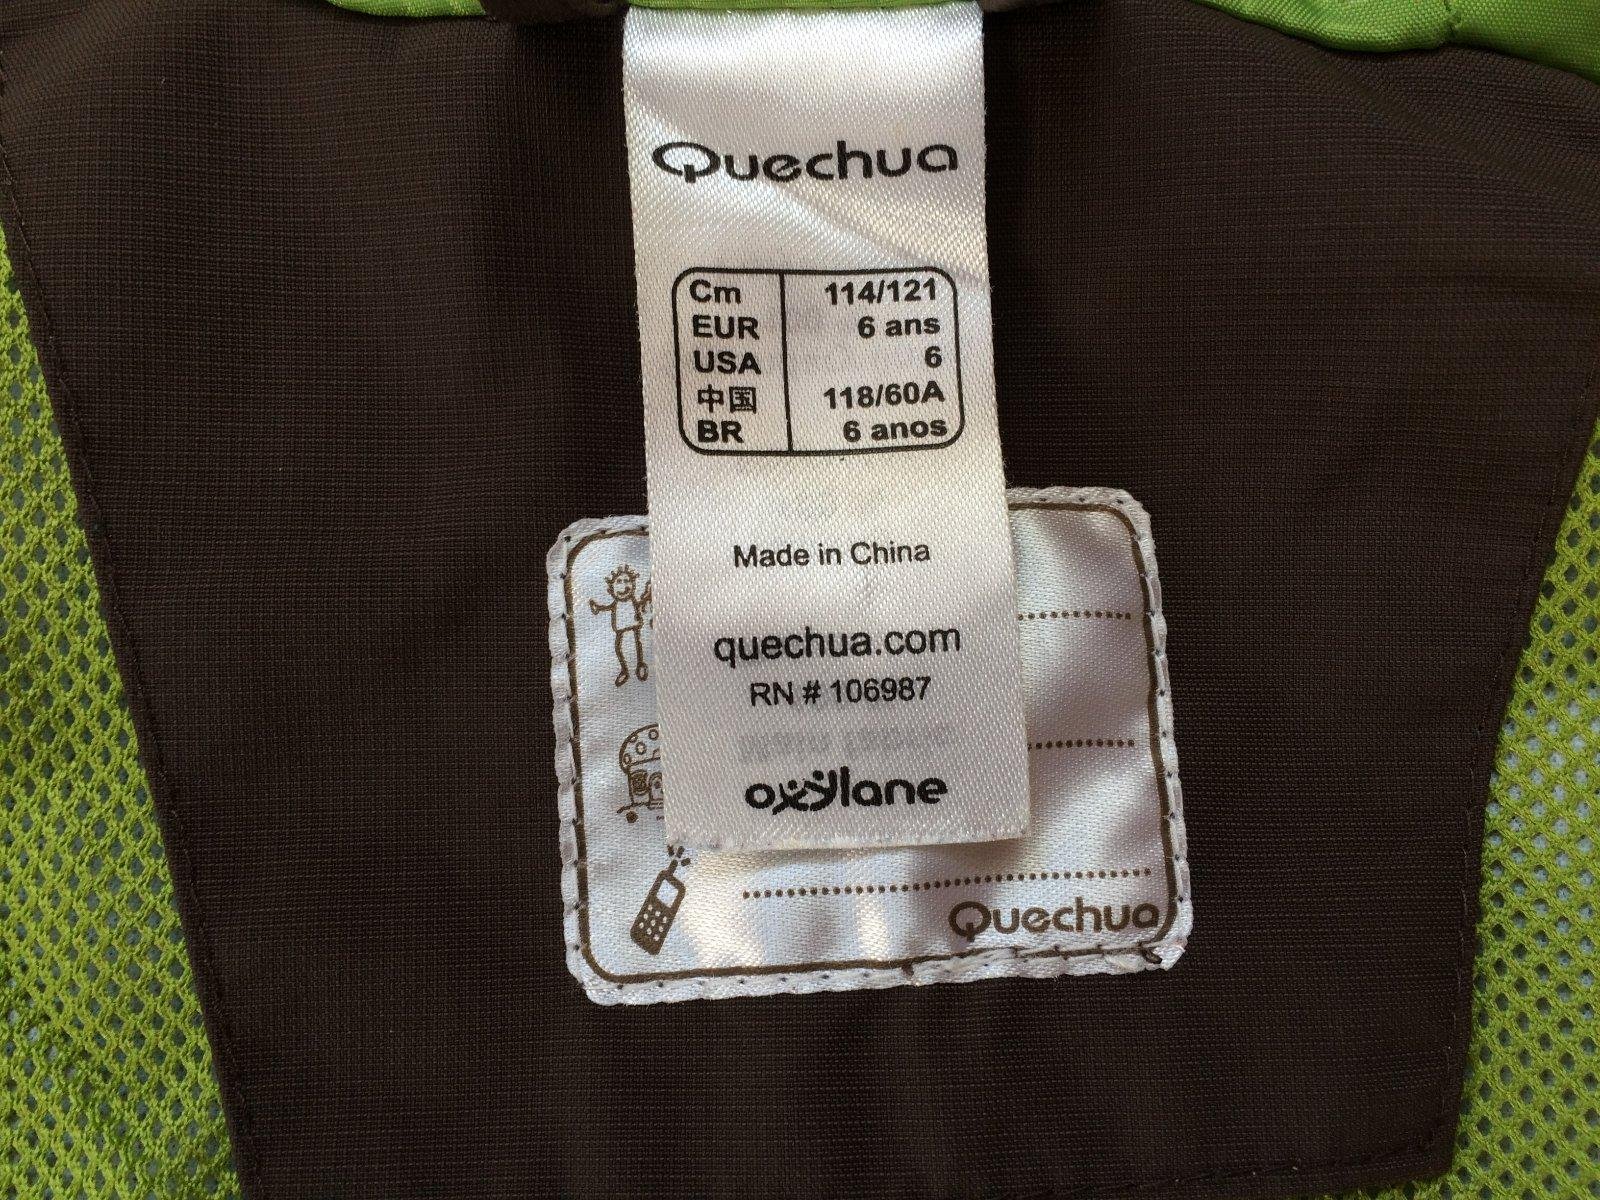 Quechua
Cm 114/121
EUR 6 ans
USA 6
中国 118/60A
BR 6 anos
Made in China
quechua.com
RN # 106987
oxylane
Quechua